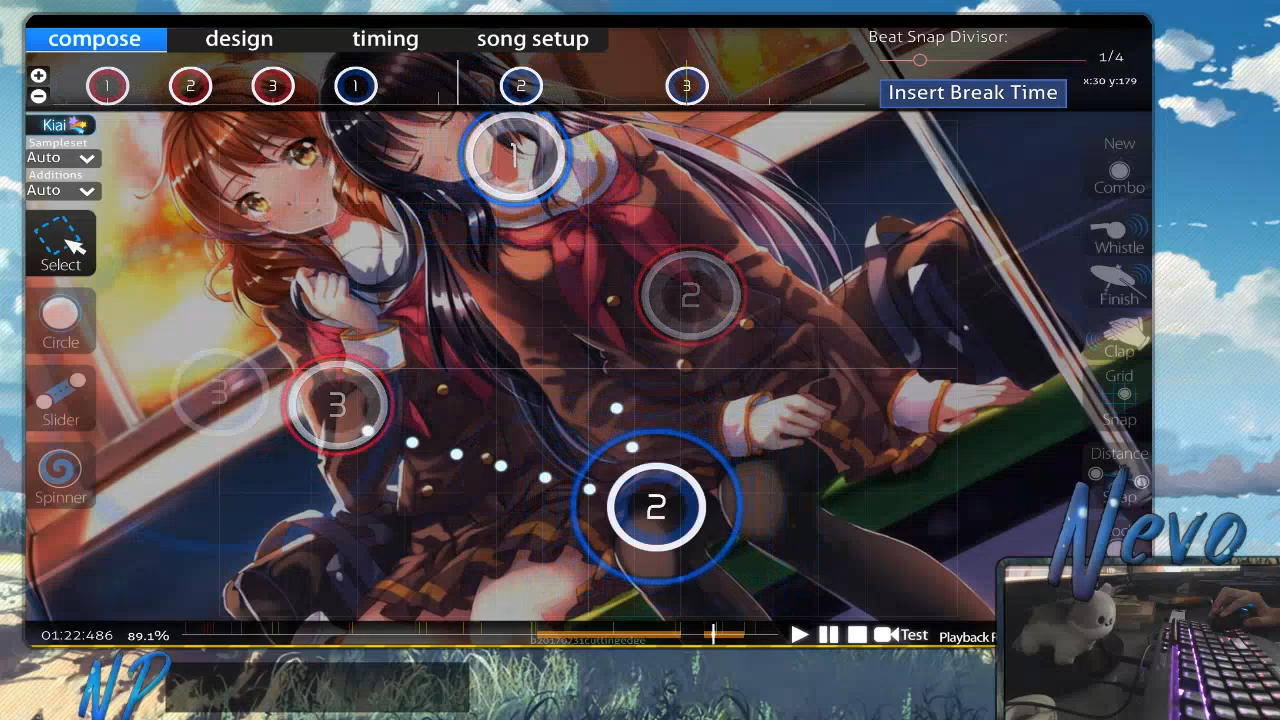 compose design timing song setup
Beat Snap Divisor:
1/4
x:30 y:179
Insert Break Time
1 2 3 1 2 3
Kiai
Sampleset
Auto
Additions
Auto
Select
Circle
Slider
Spinner
New
Combo
Whistle
Finish
Clap
Grid
Snap
Distance
Snap
1
2
3
3
2
Nevo
01:22:486 89.1%
b20170731cuttingedge
Test
Playback
NP